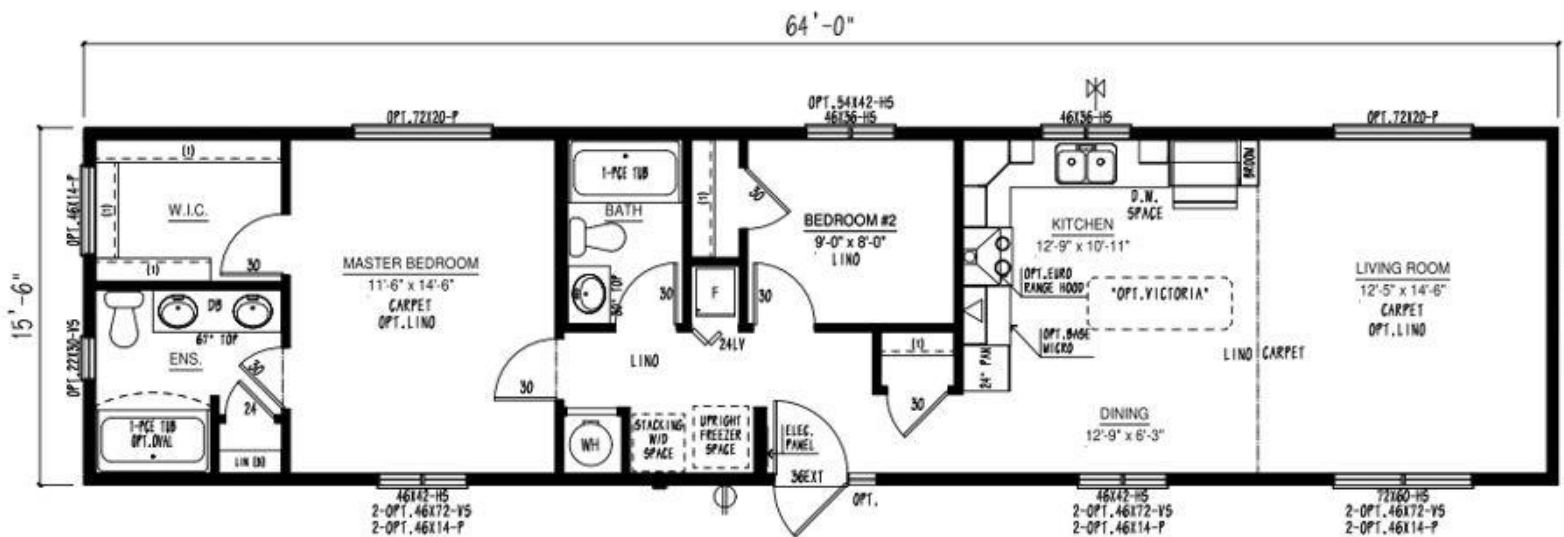 64'-0"
15'-6"
OPT.72X20-P
OPT.54X42-H5
46X36-H5
46X36-H5
OPT.72X20-P
OPT.46X14-P
(1)
(1)
W.I.C.
(1)
30
MASTER BEDROOM
11'-6" x 14'-6"
CARPET
OPT.LINO
1-PCE TUB
BATH
30" TOP
30
(1)
30
BEDROOM #2
9'-0" x 8'-0"
LINO
F
30
24LV
D.W.
SPACE
BROOM
KITCHEN
12'-9" x 10'-11"
OPT.EURO
RANGE HOOD
"OPT.VICTORIA"
OPT.BASE
MICRO
24" PAN
LIVING ROOM
12'-5" x 14'-6"
CARPET
OPT.LINO
LINO CARPET
OPT.22X30-V5
DB
67" TOP
ENS.
30
24
1-PCE TUB
OPT.OVAL
LIN (5)
LINO
30
WH
STACKING
W/D
SPACE
UPRIGHT
FREEZER
SPACE
ELEC.
PANEL
36EXT
(1)
30
DINING
12'-9" x 6'-3"
46X42-H5
2-OPT.46X72-V5
2-OPT.46X14-P
OPT.
46X42-H5
2-OPT.46X72-V5
2-OPT.46X14-P
72X60-H5
2-OPT.46X72-V5
2-OPT.46X14-P